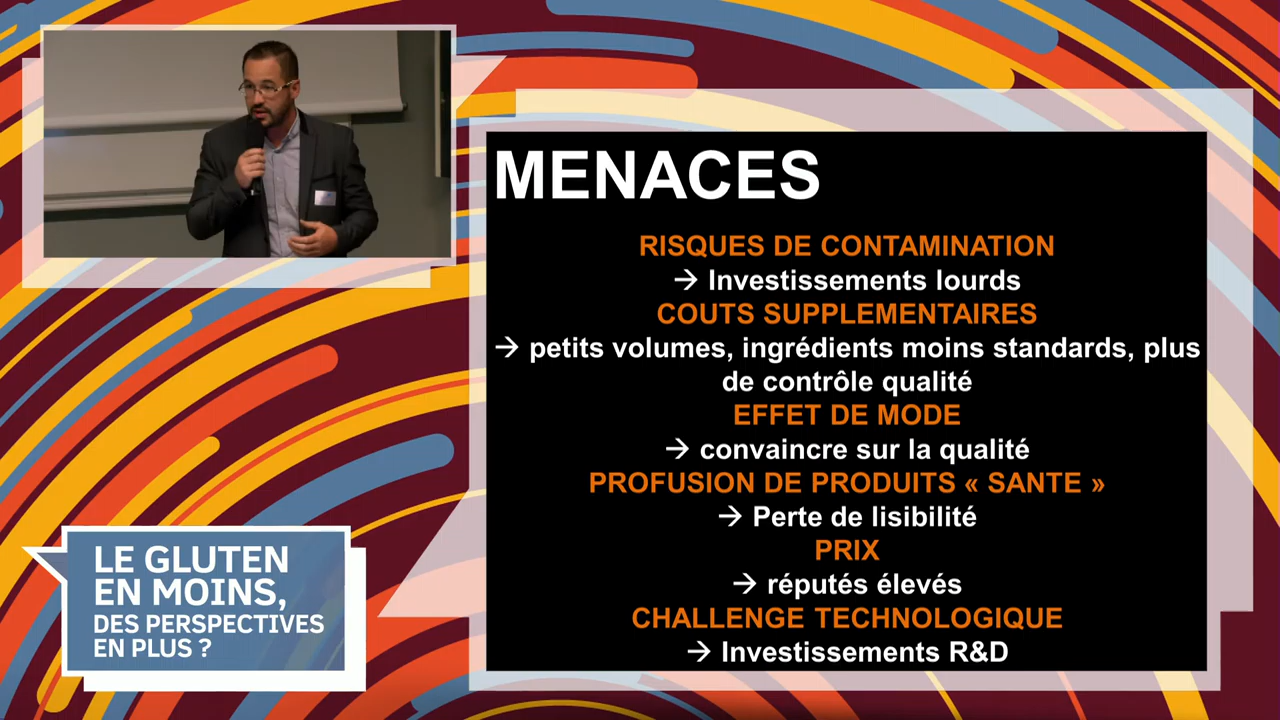 MENACES
RISQUES DE CONTAMINATION
→ Investissements lourds
COUTS SUPPLEMENTAIRES
→ petits volumes, ingrédients moins standards, plus
de contrôle qualité
EFFET DE MODE
→ convaincre sur la qualité
PROFUSION DE PRODUITS « SANTE »
→ Perte de lisibilité
PRIX
→ réputés élevés
CHALLENGE TECHNOLOGIQUE
→ Investissements R&D
LE GLUTEN
EN MOINS,
DES PERSPECTIVES
EN PLUS ?